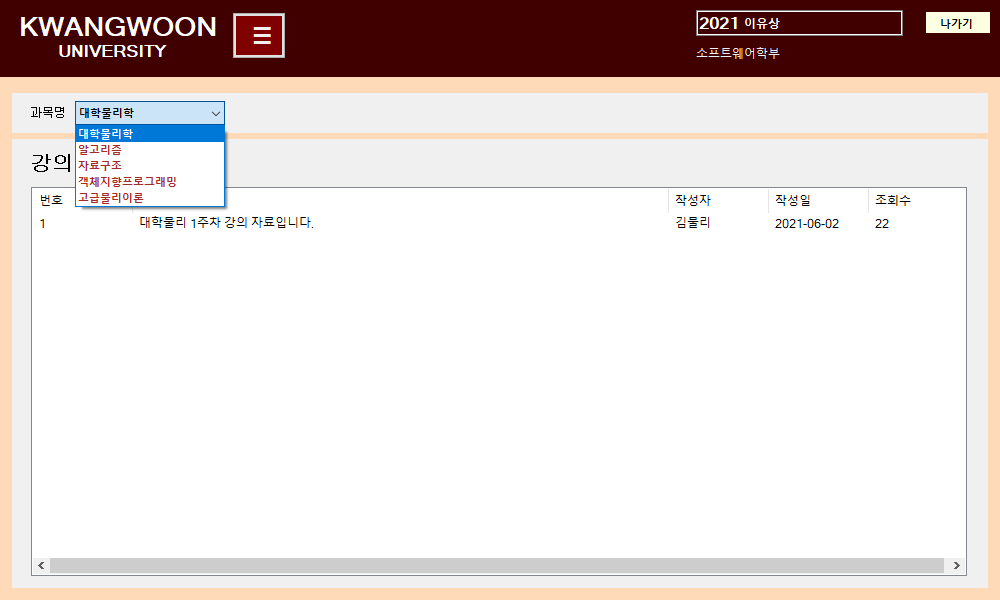 KWANGWOON
UNIVERSITY
2021 이유상
나가기
소프트웨어학부
과목명 대학물리학
대학물리학
알고리즘
자료구조
객체지향프로그래밍
고급물리이론
강의
번호 작성자 작성일 조회수
1 대학물리 1주차 강의 자료입니다. 김물리 2021-06-02 22